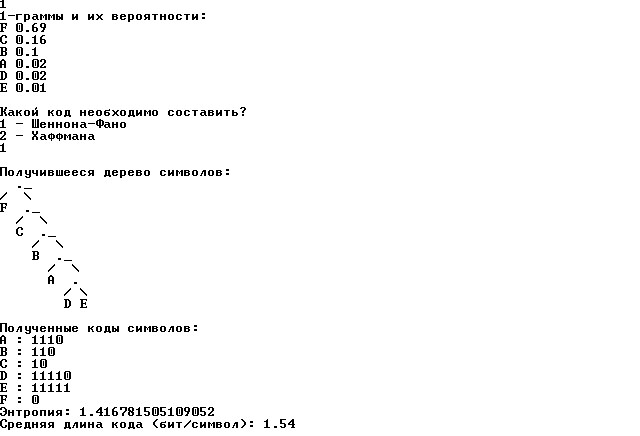 1
1-граммы и их вероятности:
F 0.69
C 0.16
B 0.1
A 0.02
D 0.02
E 0.01
Какой код необходимо составить?
1 - Шеннона-Фано
2 - Хаффмана
1
Получившееся дерево символов:
._
/ \
F ._
/ \
C ._
/ \
B ._
/ \
A .
/ \
D E
Полученные коды символов:
A : 1110
B : 110
C : 10
D : 11110
E : 11111
F : 0
Энтропия: 1.416781505109052
Средняя длина кода (бит/символ): 1.54